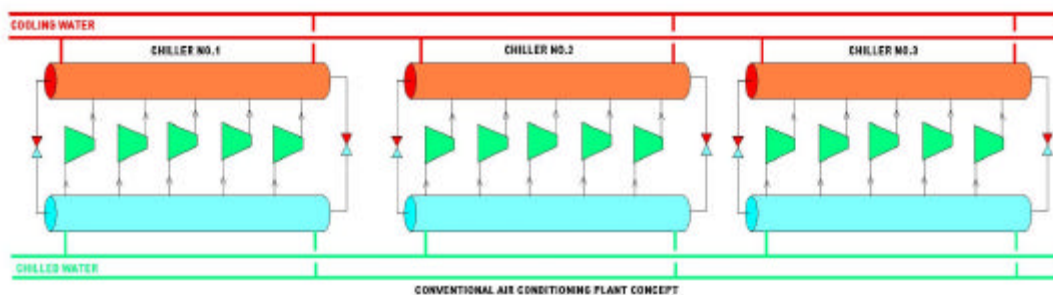 COOLING WATER
CHILLER NO.1
CHILLER NO.2
CHILLER NO.3
CHILLED WATER
CONVENTIONAL AIR CONDITIONING PLANT CONCEPT